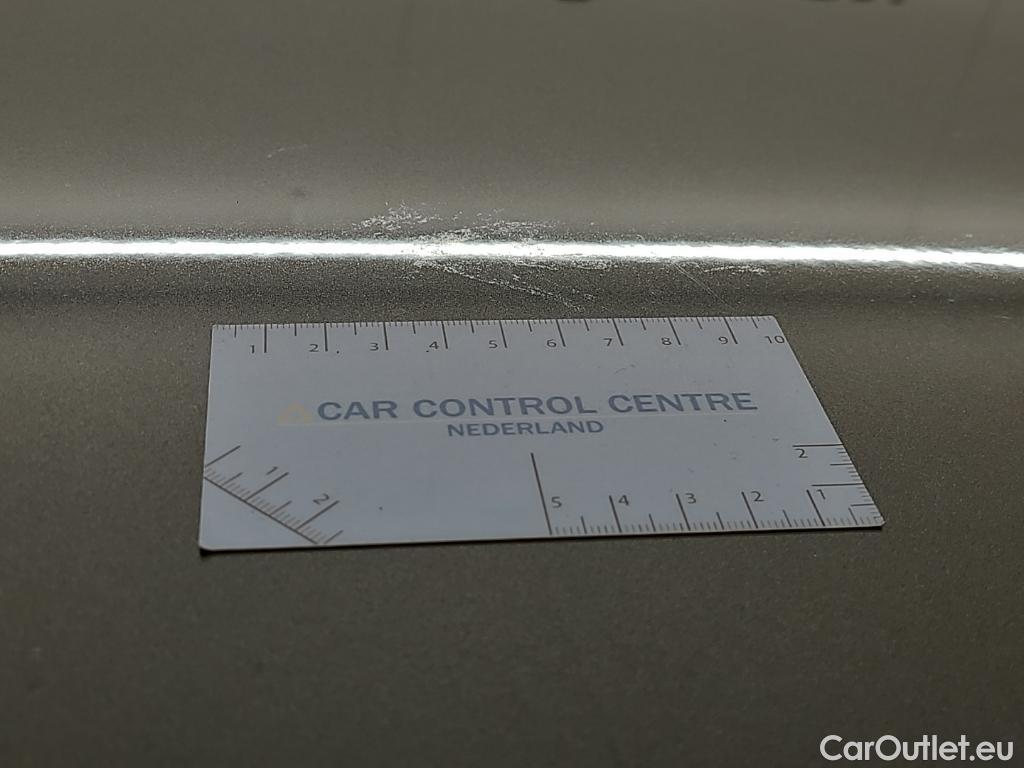 1 2 3 4 5 6 7 8 9 10
CAR CONTROL CENTRE
NEDERLAND
1 2
5 4 3 2 1
2
CarOutlet.eu